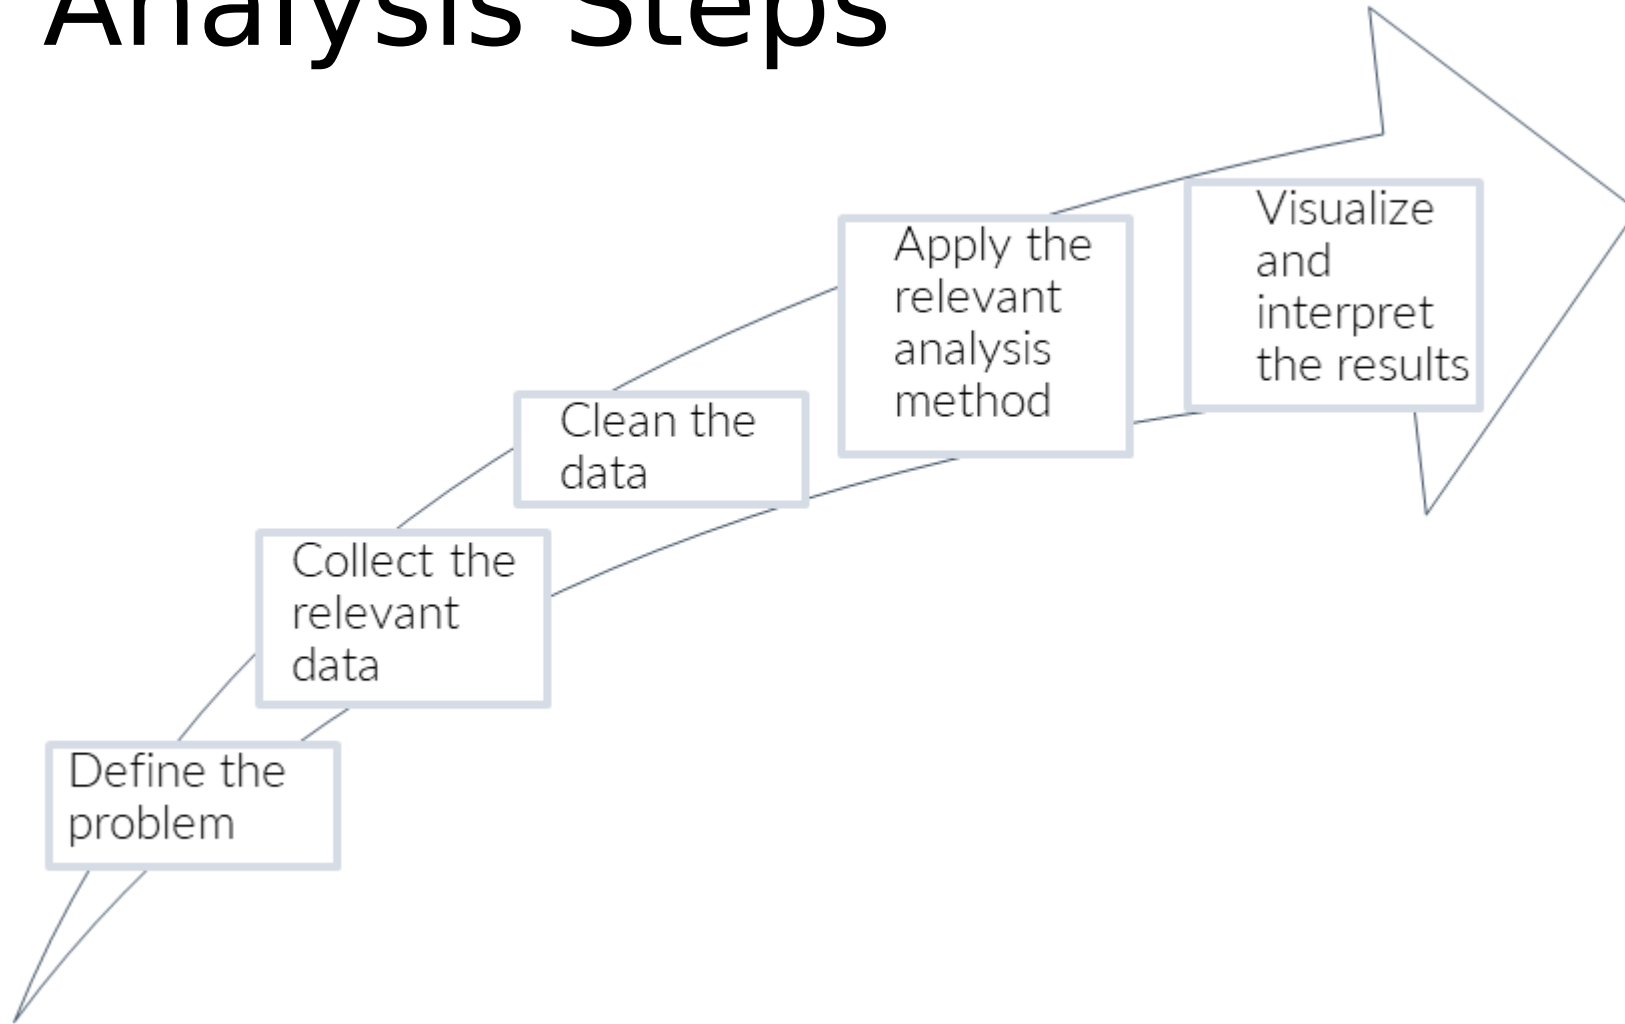 Analysis Steps
Visualize
and
interpret
the results
Apply the
relevant
analysis
method
Clean the
data
Collect the
relevant
data
Define the
problem